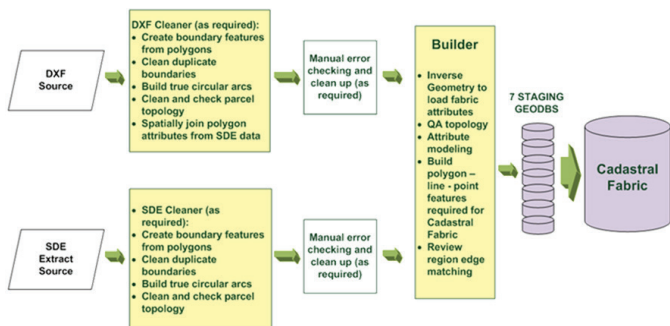 DXF
Source
DXF Cleaner (as required):
• Create boundary features
from polygons
• Clean duplicate
boundaries
• Build true circular arcs
• Clean and check parcel
topology
• Spatially join polygon
attributes from SDE data
Manual error
checking and
clean up (as
required)
Builder
• Inverse
Geometry to
load fabric
attributes
• QA topology
• Attribute
modeling
• Build
polygon –
line - point
features
required for
Cadastral
Fabric
• Review
region edge
matching
7 STAGING
GEODBS
Cadastral
Fabric
SDE
Extract
Source
• SDE Cleaner (as
required):
• Create boundary features
from polygons
• Clean duplicate
boundaries
• Build true circular arcs
• Clean and check parcel
topology
Manual error
checking and
clean up (as
required)